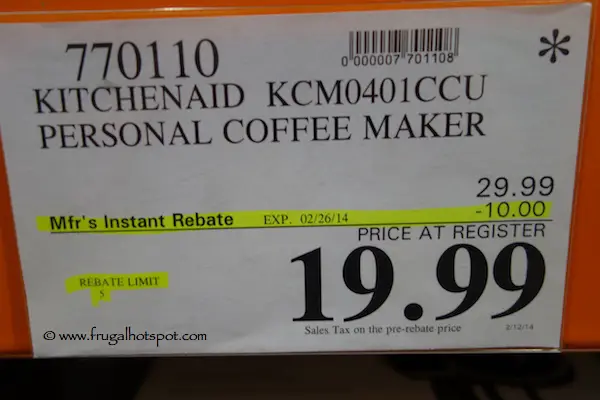 770110
0 000007 701108
*
KITCHENAID KCM0401CCU
PERSONAL COFFEE MAKER
29.99
Mfr's Instant Rebate EXP. 02/26/14 -10.00
PRICE AT REGISTER
19.99
REBATE LIMIT
5
Sales Tax on the pre-rebate price 2/12/14
© www.frugalhotspot.com